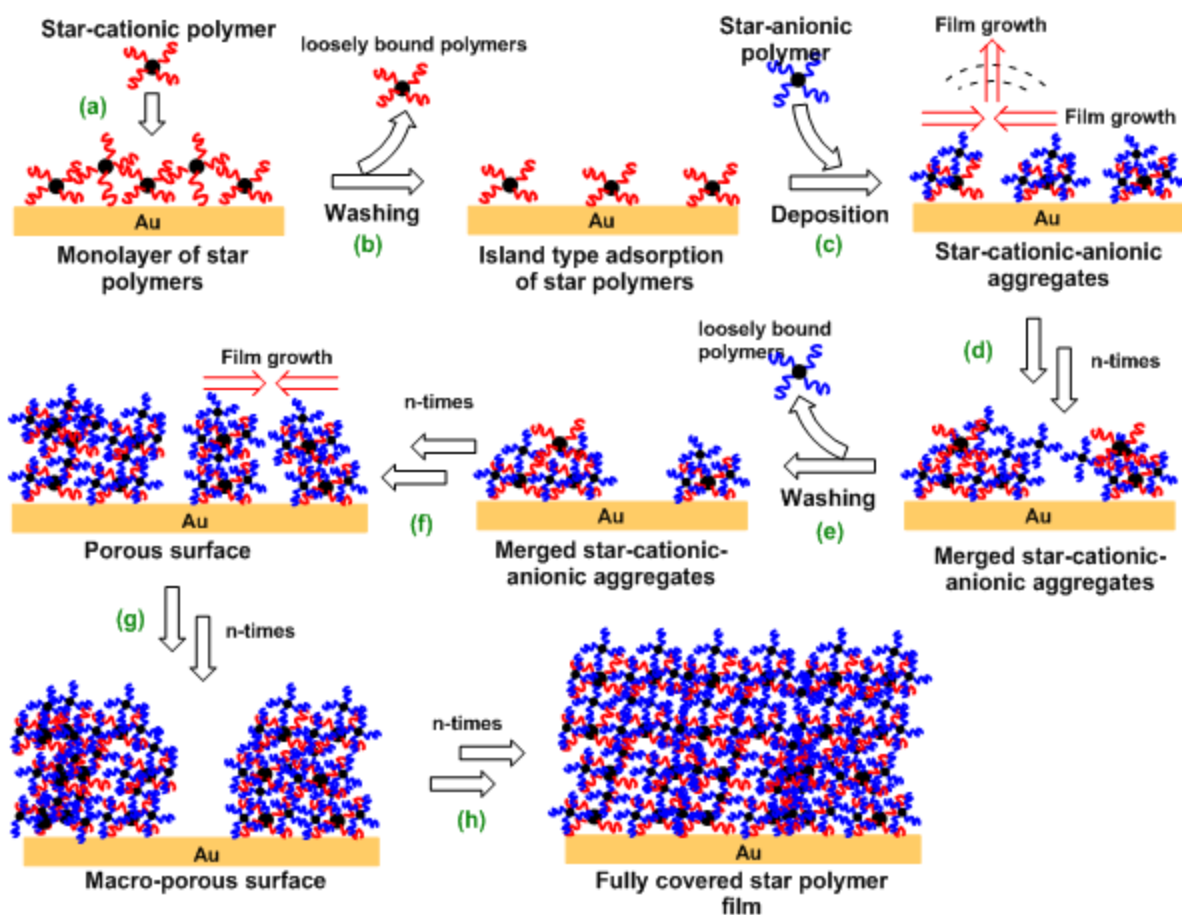 Star-cationic polymer
(a)
Au
Monolayer of star
polymers
loosely bound polymers
Washing
(b)
Au
Island type adsorption
of star polymers
Star-anionic
polymer
Deposition
(c)
Film growth
Film growth
Au
Star-cationic-anionic
aggregates
(d)
n-times
Au
Merged star-cationic-
anionic aggregates
loosely bound
polymers
Washing
(e)
Au
Merged star-cationic-
anionic aggregates
n-times
(f)
Film growth
Au
Porous surface
(g)
n-times
Au
Macro-porous surface
n-times
(h)
Au
Fully covered star polymer
film